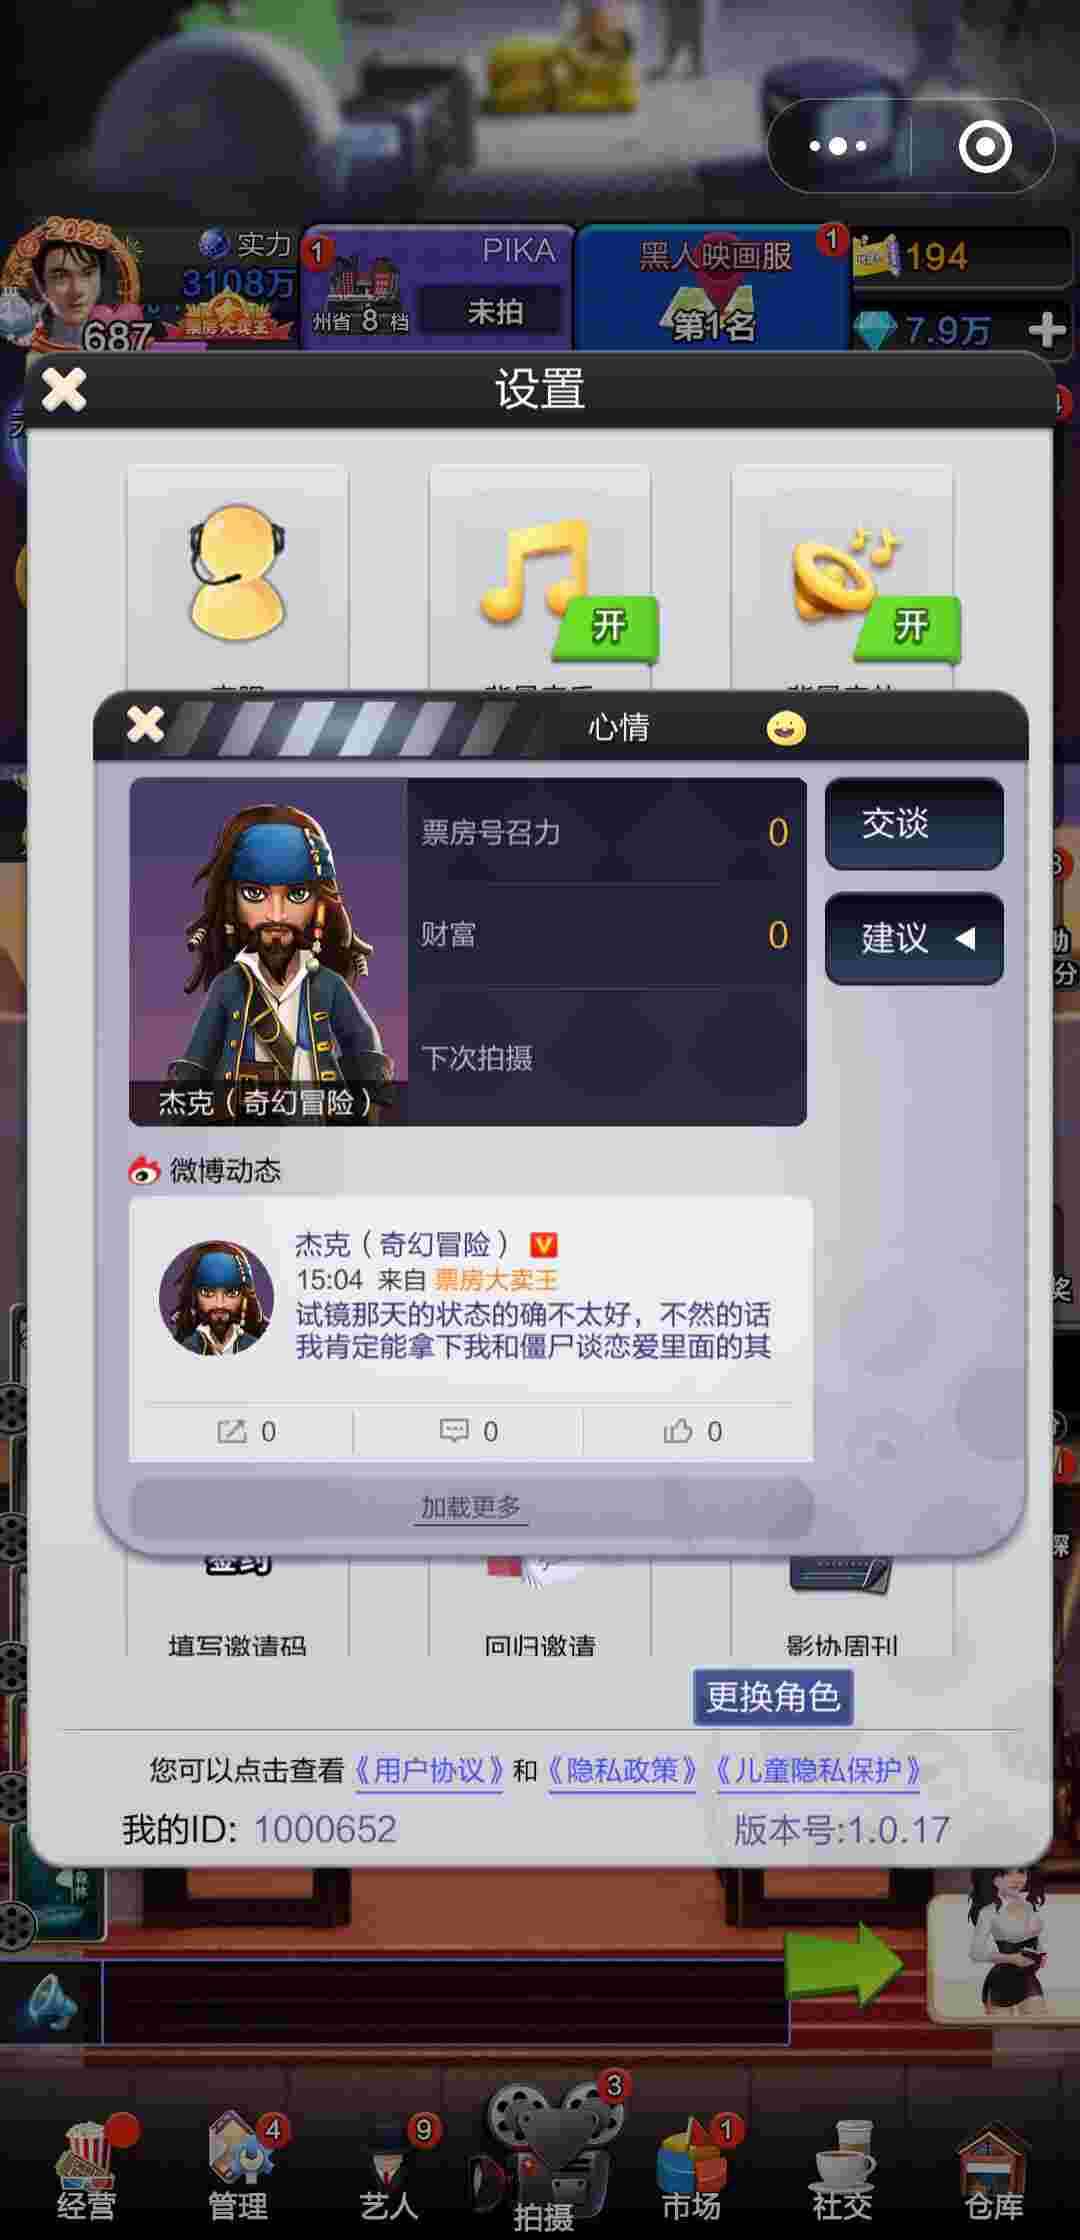 2025
实力
3108万
687
票房大卖王
1
PIKA
州省 8 档
未拍
黑人映画服
1
第1名
194
7.9万
设置
开
开
心情
票房号召力
0
财富
0
下次拍摄
交谈
建议
杰克（奇幻冒险）
微博动态
杰克（奇幻冒险）
15:04 来自 票房大卖王
试镜那天的状态的确不太好，不然的话
我肯定能拿下我和僵尸谈恋爱里面的其
0
0
0
加载更多
填写邀请码
回归邀请
影协周刊
更换角色
您可以点击查看《用户协议》和《隐私政策》《儿童隐私保护》
我的ID: 1000652
版本号:1.0.17
经营
4
管理
9
艺人
3
拍摄
1
市场
社交
仓库